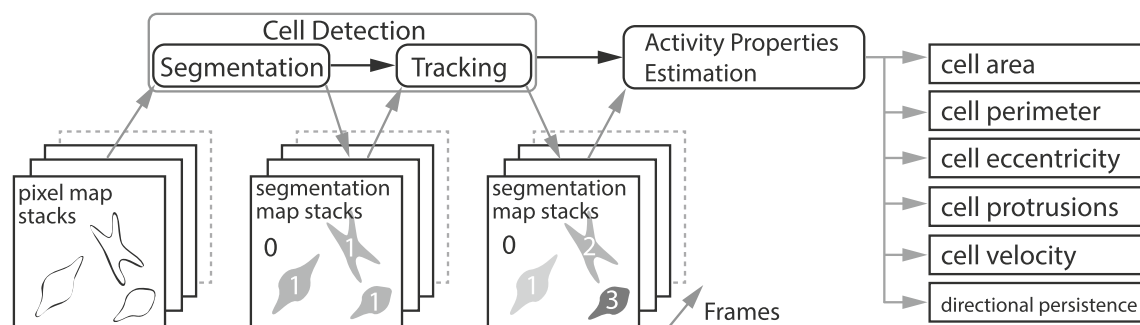 Cell Detection
Segmentation
Tracking
Activity Properties
Estimation
cell area
cell perimeter
cell eccentricity
cell protrusions
cell velocity
directional persistence
pixel map
stacks
segmentation
map stacks
0
1
1
1
segmentation
map stacks
0
2
1
3
Frames